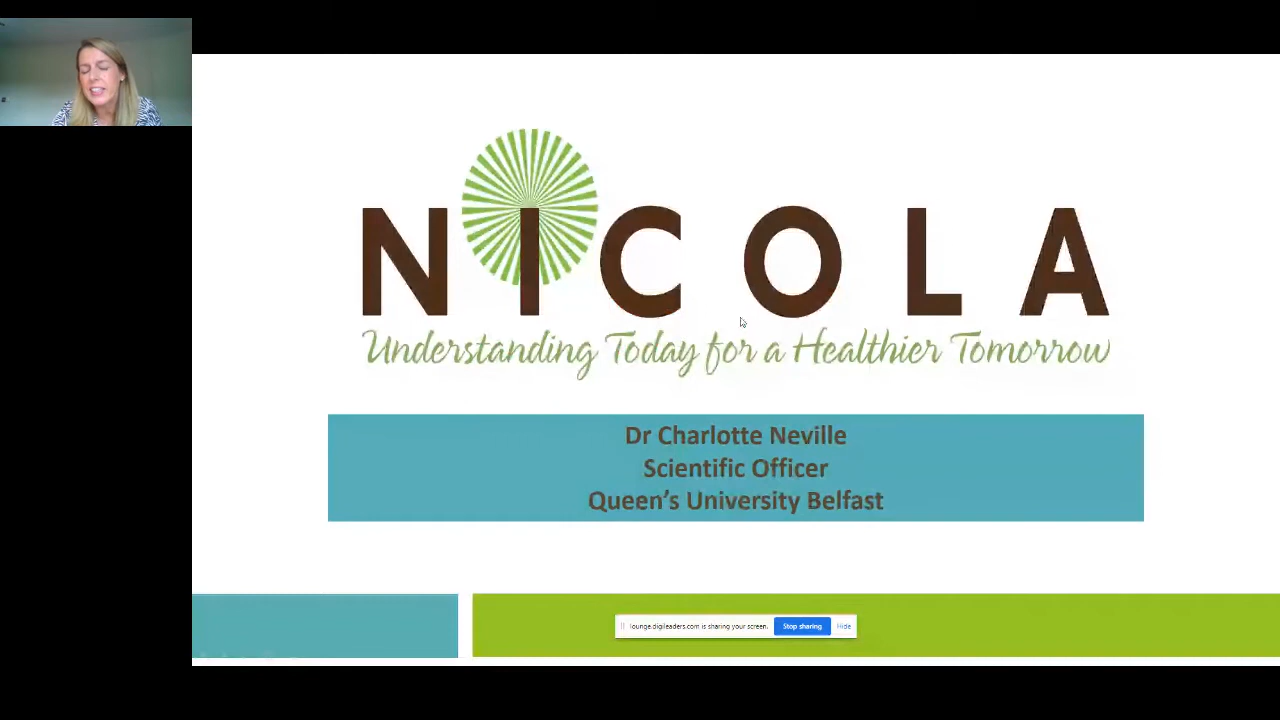 NICOLA
Understanding Today for a Healthier Tomorrow
Dr Charlotte Neville
Scientific Officer
Queen's University Belfast
lounge.digileaders.com is sharing your screen. Stop sharing Hide